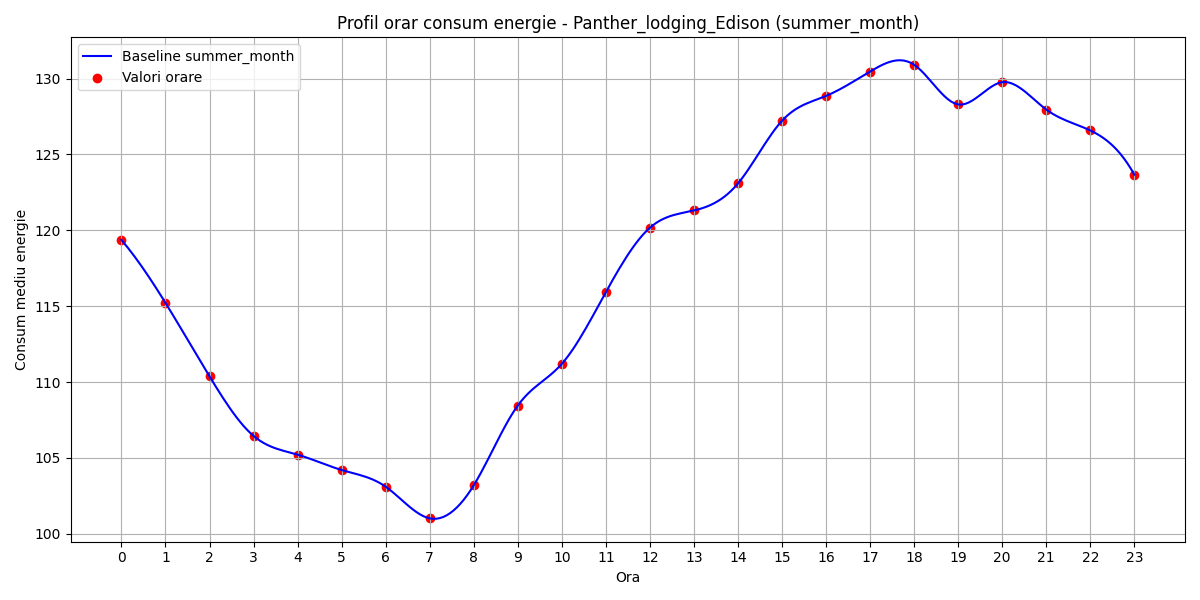 Profil orar consum energie - Panther_lodging_Edison (summer_month)
Baseline summer_month
Valori orare
Consum mediu energie
130
125
120
115
110
105
100
0 1 2 3 4 5 6 7 8 9 10 11 12 13 14 15 16 17 18 19 20 21 22 23
Ora